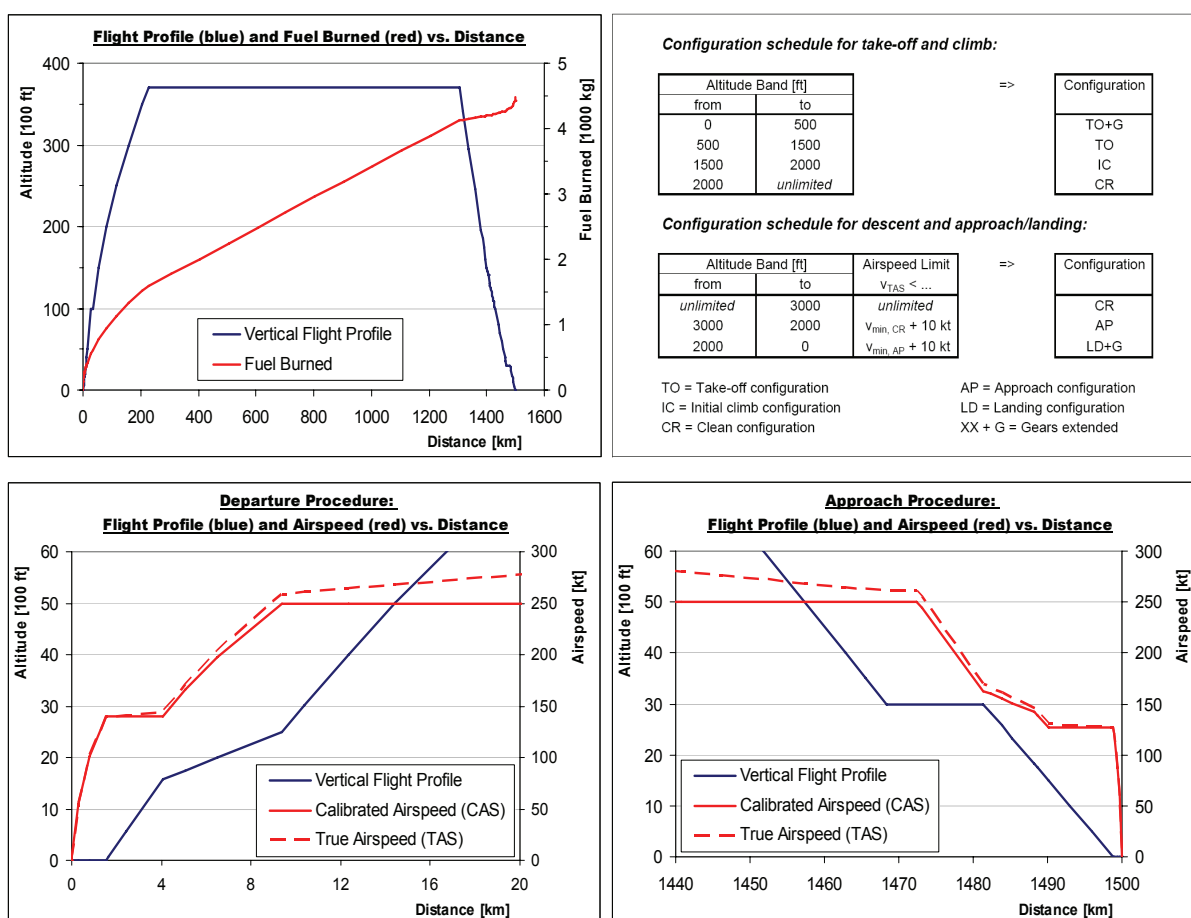 Flight Profile (blue) and Fuel Burned (red) vs. Distance
400
300
200
100
0
Altitude [100 ft]
5
4
3
2
1
0
Fuel Burned [1000 kg]
Vertical Flight Profile
Fuel Burned
0 200 400 600 800 1000 1200 1400 1600
Distance [km]
Configuration schedule for take-off and climb:
Altitude Band [ft] => Configuration
from to
0 500 TO+G
500 1500 TO
1500 2000 IC
2000 unlimited CR
Configuration schedule for descent and approach/landing:
Altitude Band [ft] Airspeed Limit => Configuration
from to vTAS < ...
unlimited 3000 unlimited CR
3000 2000 vmin, CR + 10 kt AP
2000 0 vmin, AP + 10 kt LD+G
TO = Take-off configuration AP = Approach configuration
IC = Initial climb configuration LD = Landing configuration
CR = Clean configuration XX + G = Gears extended
Departure Procedure:
Flight Profile (blue) and Airspeed (red) vs. Distance
60
50
40
30
20
10
0
Altitude [100 ft]
300
250
200
150
100
50
0
Airspeed [kt]
Vertical Flight Profile
Calibrated Airspeed (CAS)
True Airspeed (TAS)
0 4 8 12 16 20
Distance [km]
Approach Procedure:
Flight Profile (blue) and Airspeed (red) vs. Distance
60
50
40
30
20
10
0
Altitude [100 ft]
300
250
200
150
100
50
0
Airspeed [kt]
Vertical Flight Profile
Calibrated Airspeed (CAS)
True Airspeed (TAS)
1440 1450 1460 1470 1480 1490 1500
Distance [km]